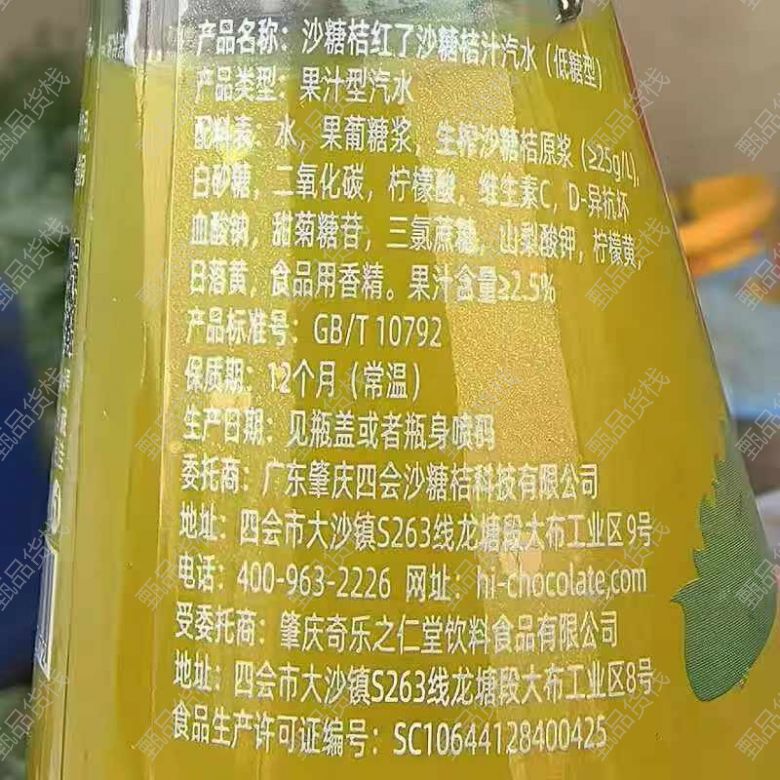 产品名称：沙糖桔红了沙糖桔汁汽水（低糖型）
产品类型：果汁型汽水
配料表：水，果葡糖浆，生榨沙糖桔原浆（≥25g/L），
白砂糖，二氧化碳，柠檬酸，维生素C，D-异抗坏
血酸钠，甜菊糖苷，三氯蔗糖，山梨酸钾，柠檬黄，
日落黄，食品用香精。果汁含量≥2.5%
产品标准号：GB/T 10792
保质期：12个月（常温）
生产日期：见瓶盖或者瓶身喷码
委托商：广东肇庆四会沙糖桔科技有限公司
地址：四会市大沙镇S263线龙塘段大布工业区9号
电话：400-963-2226 网址：hi-chocolate,com
受委托商：肇庆奇乐之仁堂饮料食品有限公司
地址：四会市大沙镇S263线龙塘段大布工业区8号
食品生产许可证编号：SC10644128400425
甄品货栈